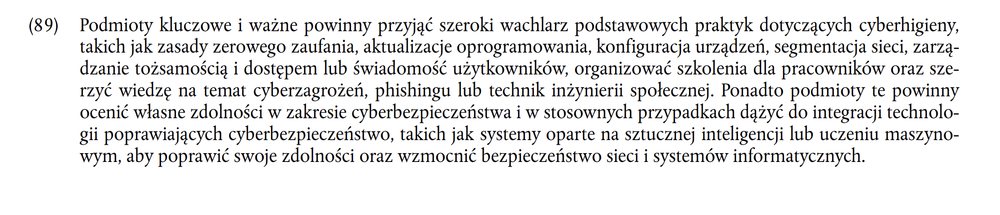 (89) Podmioty kluczowe i ważne powinny przyjąć szeroki wachlarz podstawowych praktyk dotyczących cyberhigieny,
takich jak zasady zerowego zaufania, aktualizacje oprogramowania, konfiguracja urządzeń, segmentacja sieci, zarzą-
dzanie tożsamością i dostępem lub świadomość użytkowników, organizować szkolenia dla pracowników oraz sze-
rzyć wiedzę na temat cyberzagrożeń, phishingu lub technik inżynierii społecznej. Ponadto podmioty te powinny
ocenić własne zdolności w zakresie cyberbezpieczeństwa i w stosownych przypadkach dążyć do integracji technolo-
gii poprawiających cyberbezpieczeństwo, takich jak systemy oparte na sztucznej inteligencji lub uczeniu maszyno-
wym, aby poprawić swoje zdolności oraz wzmocnić bezpieczeństwo sieci i systemów informatycznych.